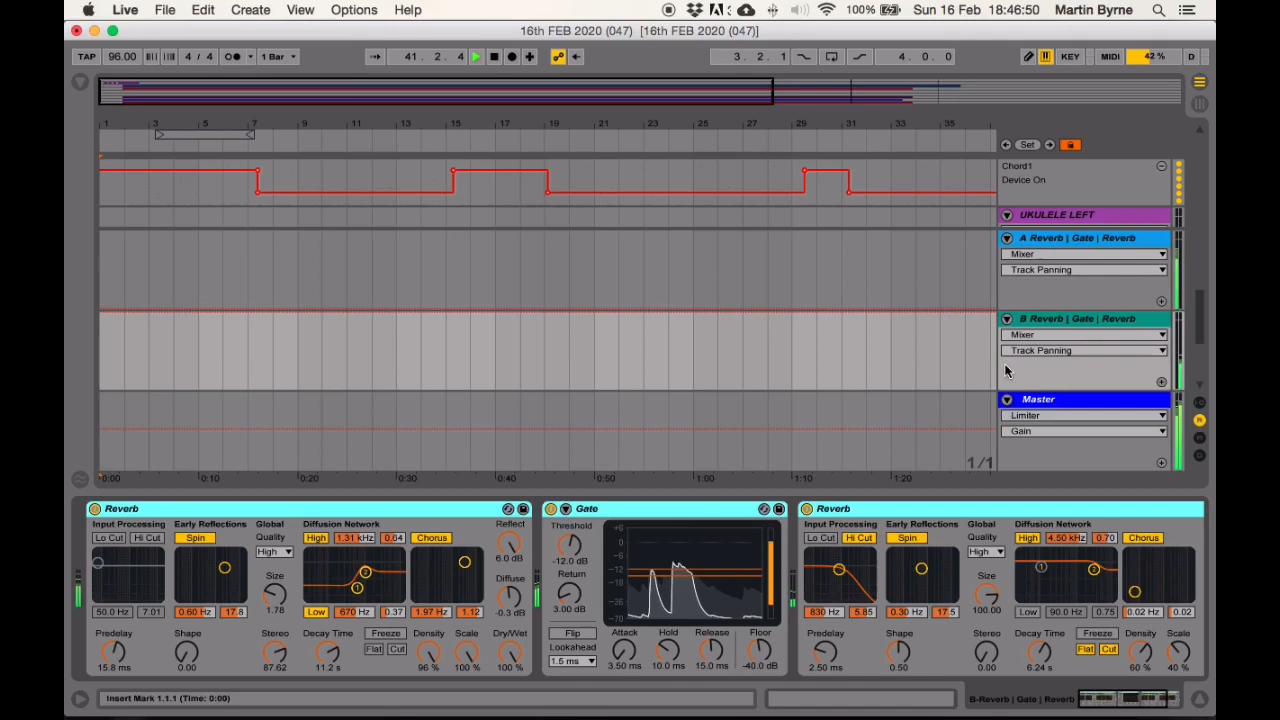 Live File Edit Create View Options Help 100% Sun 16 Feb 18:46:50 Martin Byrne
16th FEB 2020 (047) [16th FEB 2020 (047)]
TAP 96.00 4 / 4 1 Bar 41. 2. 4 3. 2. 1 4. 0. 0 KEY MIDI 42 % D
1 3 5 7 9 11 13 15 17 19 21 23 25 27 29 31 33 35
Set
Chord1
Device On
UKULELE LEFT
A Reverb | Gate | Reverb
Mixer
Track Panning
B Reverb | Gate | Reverb
Mixer
Track Panning
Master
Limiter
Gain
1/1
0:00 0:10 0:20 0:30 0:40 0:50 1:00 1:10 1:20
Reverb Gate Reverb
Input Processing Early Reflections Global Diffusion Network Reflect Threshold Input Processing Early Reflections Global Diffusion Network
Lo Cut Hi Cut Spin Quality High 1.31 kHz 0.64 Chorus Lo Cut Hi Cut Spin Quality High 4.50 kHz 0.70 Chorus
High 6.0 dB -12.0 dB High
Size Diffuse Return Size
1.78 -0.3 dB 3.00 dB 100.00
50.0 Hz 7.01 0.60 Hz 17.8 Low 670 Hz 0.37 1.97 Hz 1.12 830 Hz 5.85 0.30 Hz 17.5 Low 90.0 Hz 0.75 0.02 Hz 0.02
+6
0
-6
-12
-24
-36
-70
Predelay Shape Stereo Decay Time Freeze Density Scale Dry/Wet Flip Attack Hold Release Floor Predelay Shape Stereo Decay Time Freeze Density Scale
Flat Cut Lookahead Flat Cut
15.8 ms 0.00 87.62 11.2 s 96 % 100 % 100 % 1.5 ms 3.50 ms 10.0 ms 15.0 ms -40.0 dB 2.50 ms 0.50 0.00 6.24 s 60 % 40 %
Insert Mark 1.1.1 (Time: 0:00) B-Reverb | Gate | Reverb